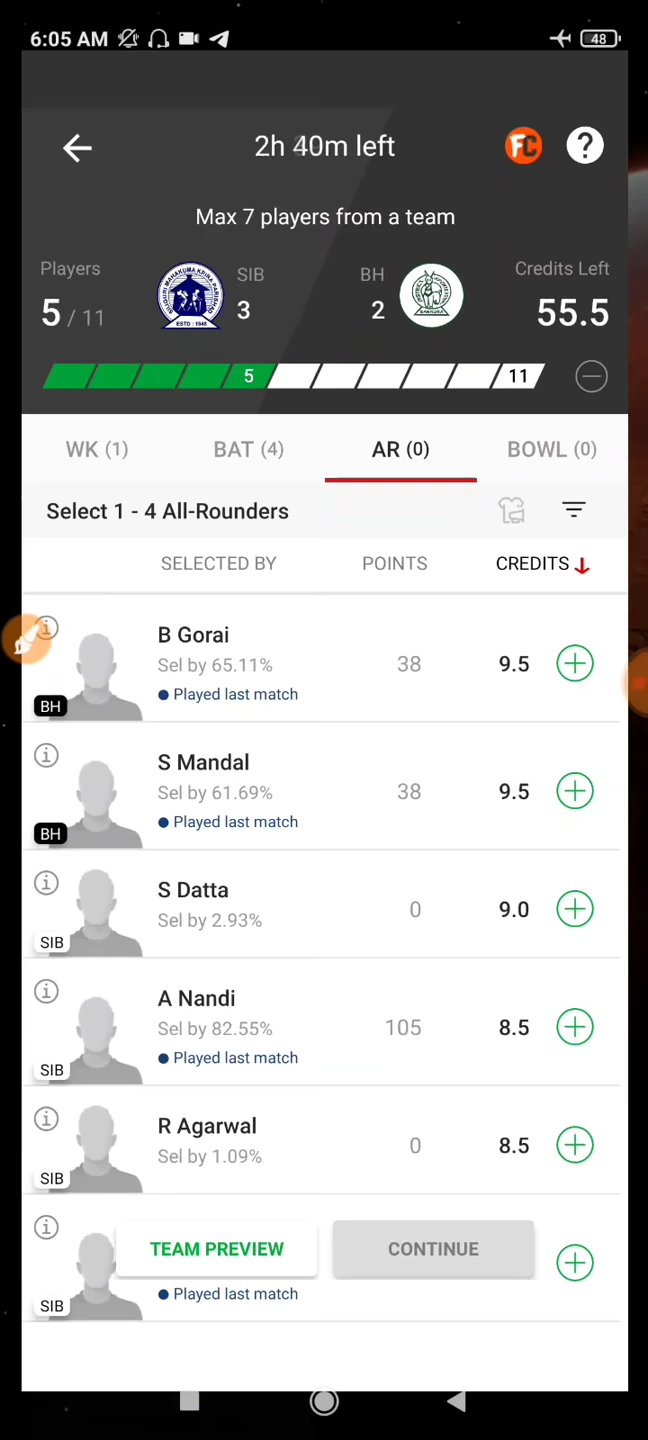 6:05 AM
48
2h 40m left
FC
?
Max 7 players from a team
Players
SIB
BH
Credits Left
5 / 11
3
2
55.5
5
11
WK (1)
BAT (4)
AR (0)
BOWL (0)
Select 1 - 4 All-Rounders
SELECTED BY
POINTS
CREDITS
B Gorai
Sel by 65.11%
38
9.5
Played last match
BH
S Mandal
Sel by 61.69%
38
9.5
Played last match
BH
S Datta
Sel by 2.93%
0
9.0
SIB
A Nandi
Sel by 82.55%
105
8.5
Played last match
SIB
R Agarwal
Sel by 1.09%
0
8.5
SIB
TEAM PREVIEW
CONTINUE
Played last match
SIB